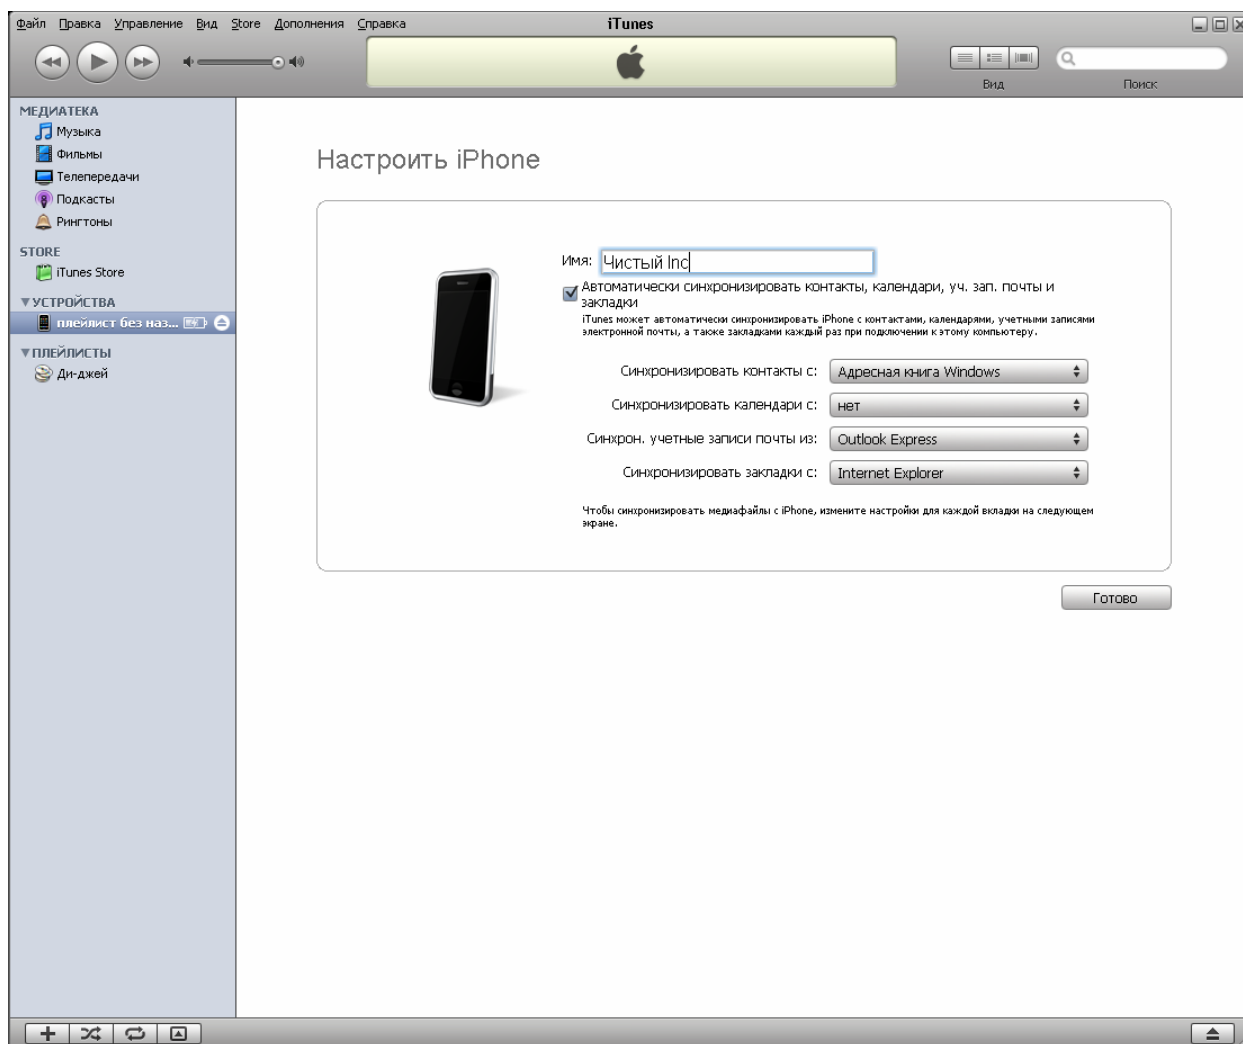 Файл Правка Управление Вид Store Дополнения Справка
iTunes
Вид
Поиск
МЕДИАТЕКА
Музыка
Фильмы
Телепередачи
Подкасты
Рингтоны
STORE
iTunes Store
УСТРОЙСТВА
плейлист без наз...
ПЛЕЙЛИСТЫ
Ди-джей
Настроить iPhone
Имя: Чистый Inc
Автоматически синхронизировать контакты, календари, уч. зап. почты и
закладки
iTunes может автоматически синхронизировать iPhone с контактами, календарями, учетными записями
электронной почты, а также закладками каждый раз при подключении к этому компьютеру.
Синхронизировать контакты с: Адресная книга Windows
Синхронизировать календари с: нет
Синхрон. учетные записи почты из: Outlook Express
Синхронизировать закладки с: Internet Explorer
Чтобы синхронизировать медиафайлы с iPhone, измените настройки для каждой вкладки на следующем
экране.
Готово